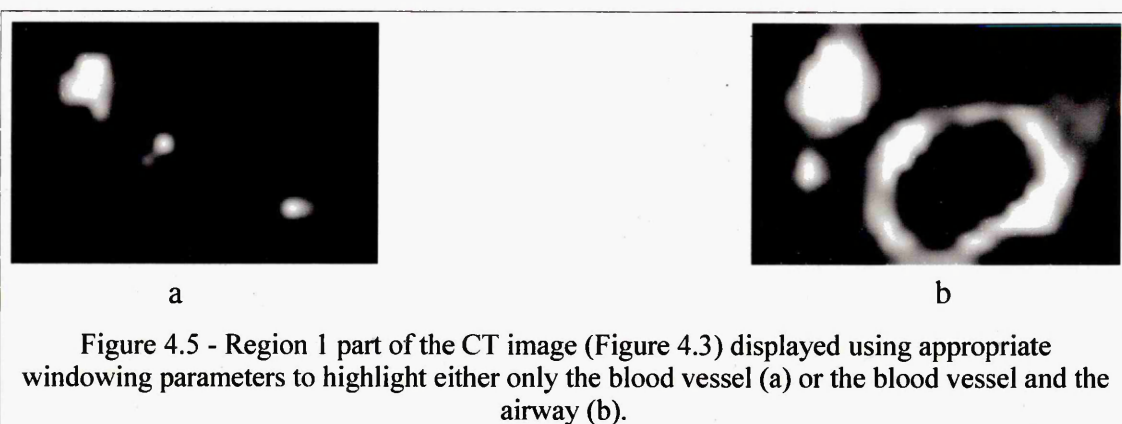 a b
Figure 4.5 - Region 1 part of the CT image (Figure 4.3) displayed using appropriate
windowing parameters to highlight either only the blood vessel (a) or the blood vessel and the
airway (b).